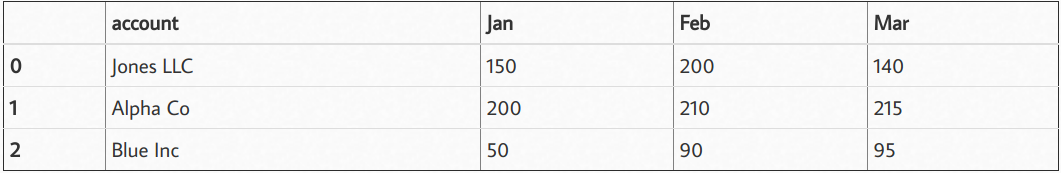 account Jan Feb Mar
0 Jones LLC 150 200 140
1 Alpha Co 200 210 215
2 Blue Inc 50 90 95